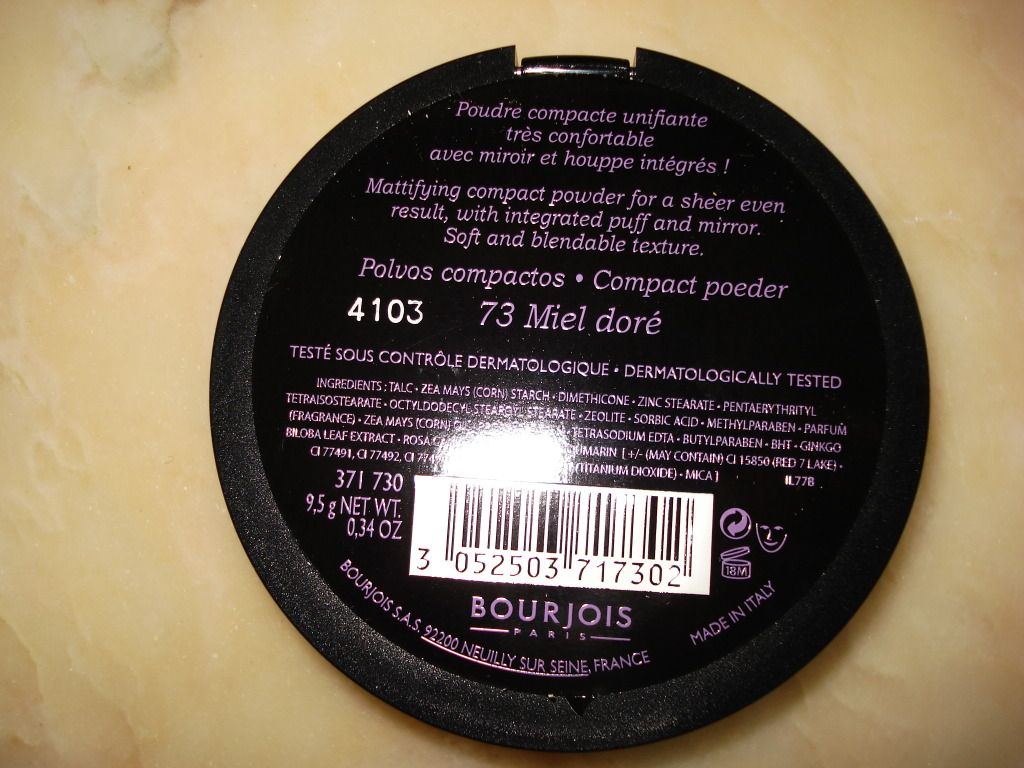 Poudre compacte unifiante
très confortable
avec miroir et houppe intégrés !
Mattifying compact powder for a sheer even
result, with integrated puff and mirror.
Soft and blendable texture.
Polvos compactos • Compact poeder
4103 73 Miel doré
TESTÉ SOUS CONTRÔLE DERMATOLOGIQUE • DERMATOLOGICALLY TESTED
INGREDIENTS : TALC • ZEA MAYS (CORN) STARCH • DIMETHICONE • ZINC STEARATE • PENTAERYTHRITYL
TETRAISOSTEARATE • OCTYLDODECYL STEAROYL STEARATE • ZEOLITE • SORBIC ACID • METHYLPARABEN • PARFUM
(FRAGRANCE) • ZEA MAYS (CORN) TETRASODIUM EDTA • BUTYLPARABEN • BHT • GINKGO
BILOBA LEAF EXTRACT • ROSA [ +/- (MAY CONTAIN) CI 15850 (RED 7 LAKE) •
CI 77491, CI 77492, CI (TITANIUM DIOXIDE) • MICA ] IL77B
371 730
9,5 g NET WT.
0,34 OZ
3 052503 717302
18M
BOURJOIS
PARIS
BOURJOIS S.A.S. 92200 NEUILLY SUR SEINE, FRANCE
MADE IN ITALY